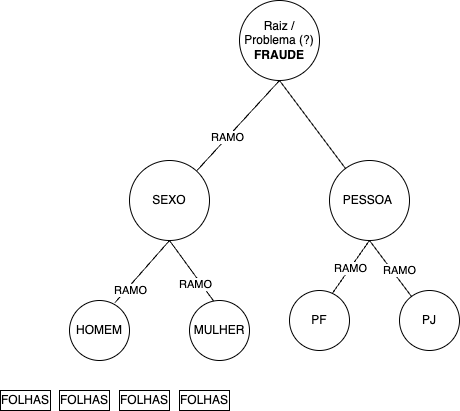 Raiz /
Problema (?)
FRAUDE
RAMO
SEXO
PESSOA
RAMO
RAMO
RAMO
RAMO
HOMEM
MULHER
PF
PJ
FOLHAS
FOLHAS
FOLHAS
FOLHAS